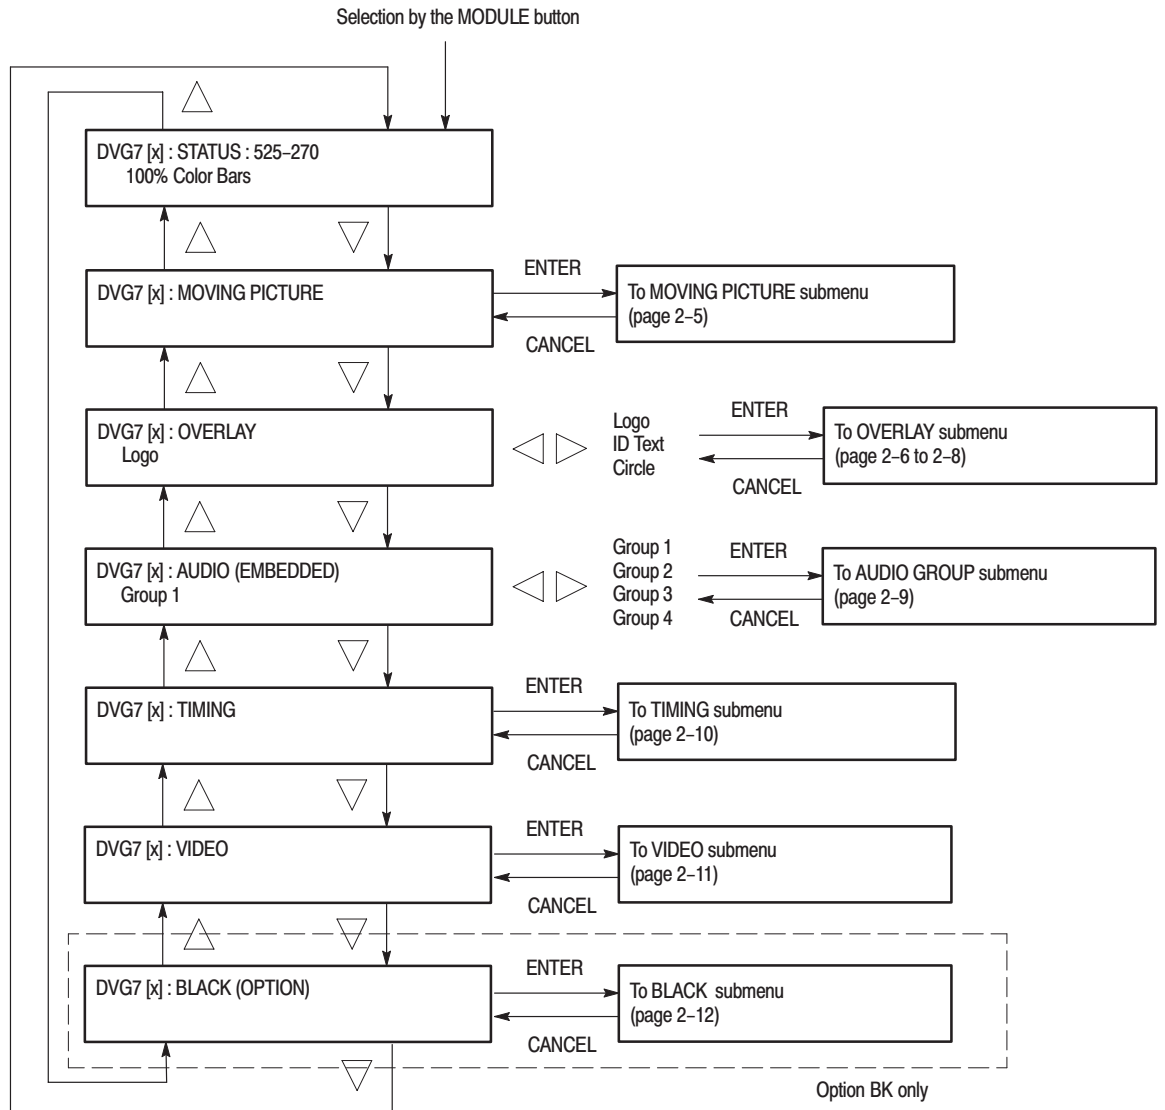 Selection by the MODULE button
DVG7 [x] : STATUS : 525–270
100% Color Bars
DVG7 [x] : MOVING PICTURE
ENTER
CANCEL
To MOVING PICTURE submenu
(page 2–5)
DVG7 [x] : OVERLAY
Logo
Logo
ID Text
Circle
ENTER
CANCEL
To OVERLAY submenu
(page 2–6 to 2–8)
DVG7 [x] : AUDIO (EMBEDDED)
Group 1
Group 1
Group 2
Group 3
Group 4
ENTER
CANCEL
To AUDIO GROUP submenu
(page 2–9)
DVG7 [x] : TIMING
ENTER
CANCEL
To TIMING submenu
(page 2–10)
DVG7 [x] : VIDEO
ENTER
CANCEL
To VIDEO submenu
(page 2–11)
DVG7 [x] : BLACK (OPTION)
ENTER
CANCEL
To BLACK submenu
(page 2–12)
Option BK only